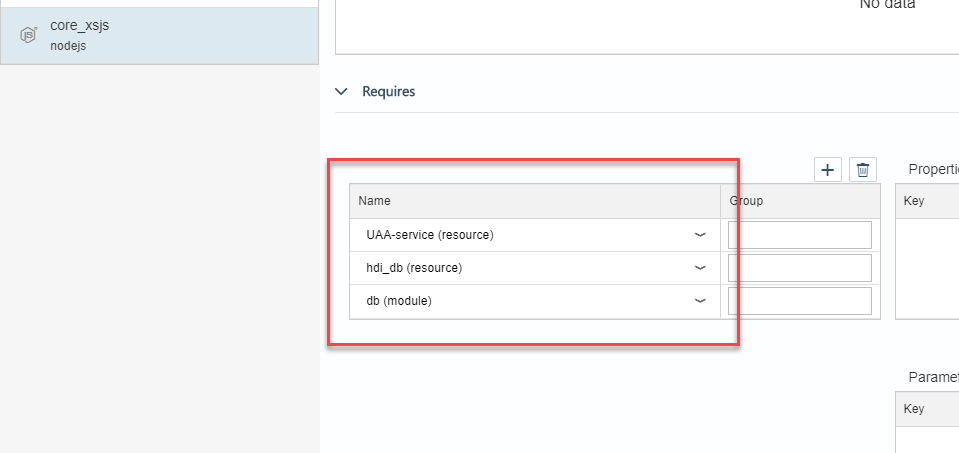 No data
core_xsjs
nodejs
Requires
Properti
Name Group Key
UAA-service (resource)
hdi_db (resource)
db (module)
Paramet
Key